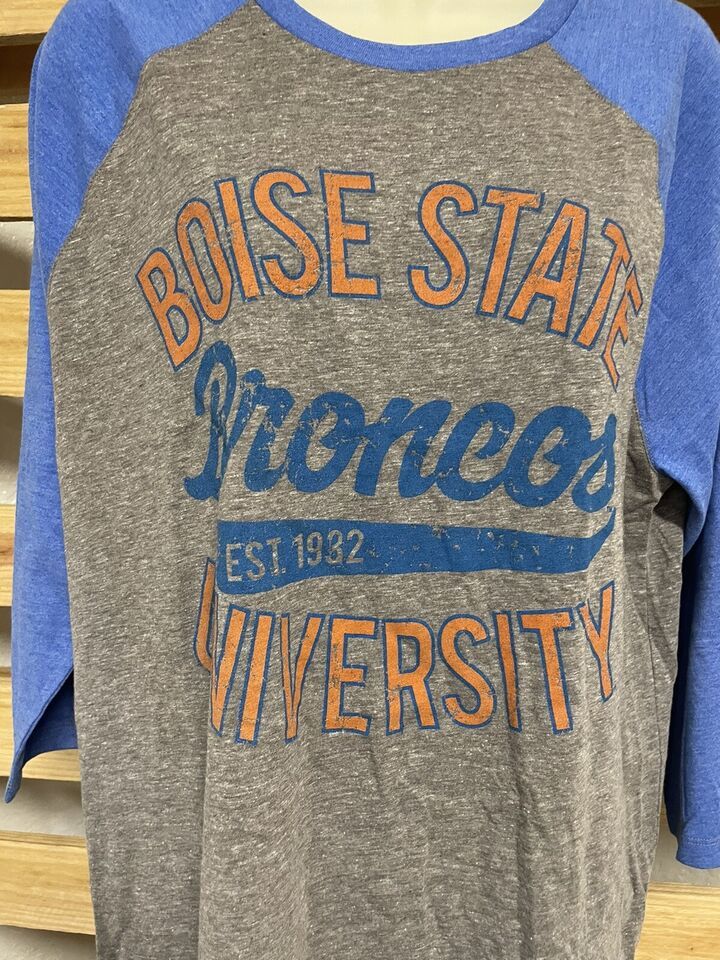 BOISE STATE
Broncos
EST. 1932
UNIVERSITY